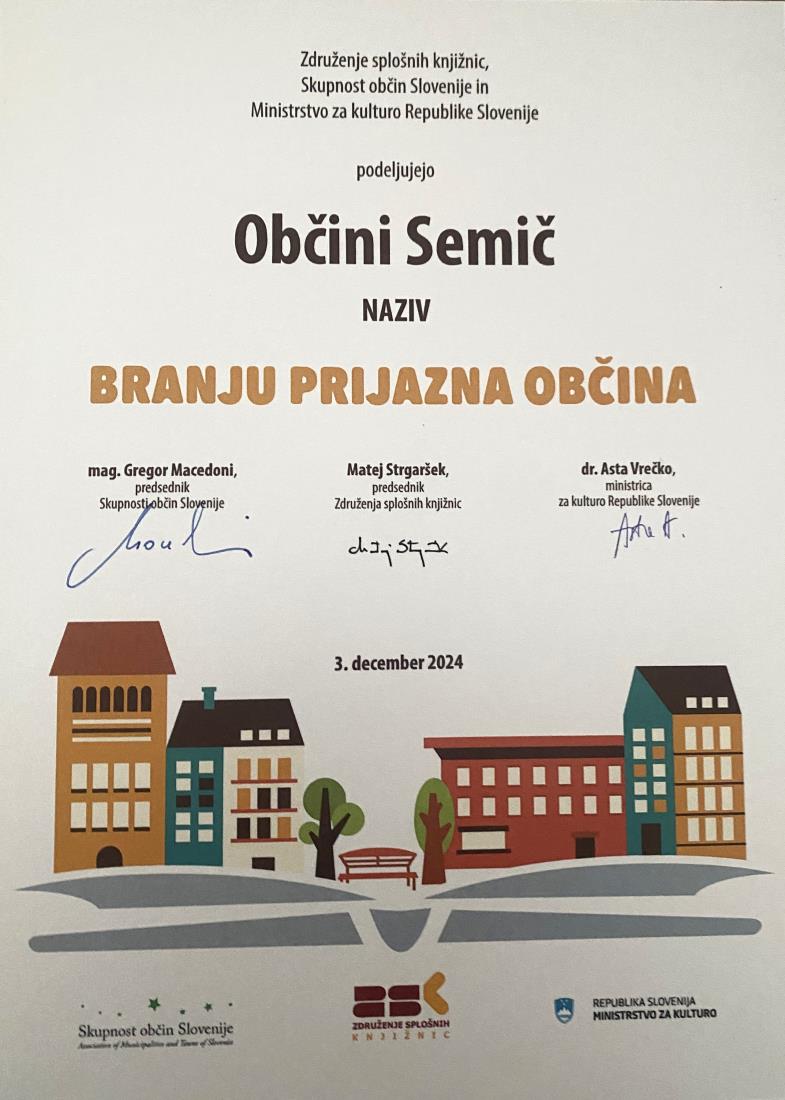 Združenje splošnih knjižnic,
Skupnost občin Slovenije in
Ministrstvo za kulturo Republike Slovenije
podeljujejo
Občini Semič
NAZIV
BRANJU PRIJAZNA OBČINA
mag. Gregor Macedoni,
predsednik
Skupnosti občin Slovenije
Matej Strgaršek,
predsednik
Združenja splošnih knjižnic
dr. Asta Vrečko,
ministrica
za kulturo Republike Slovenije
3. december 2024
Skupnost občin Slovenije
Association of Municipalities and Towns of Slovenia
ZDRUŽENJE SPLOŠNIH
KNJIŽNIC
REPUBLIKA SLOVENIJA
MINISTRSTVO ZA KULTURO